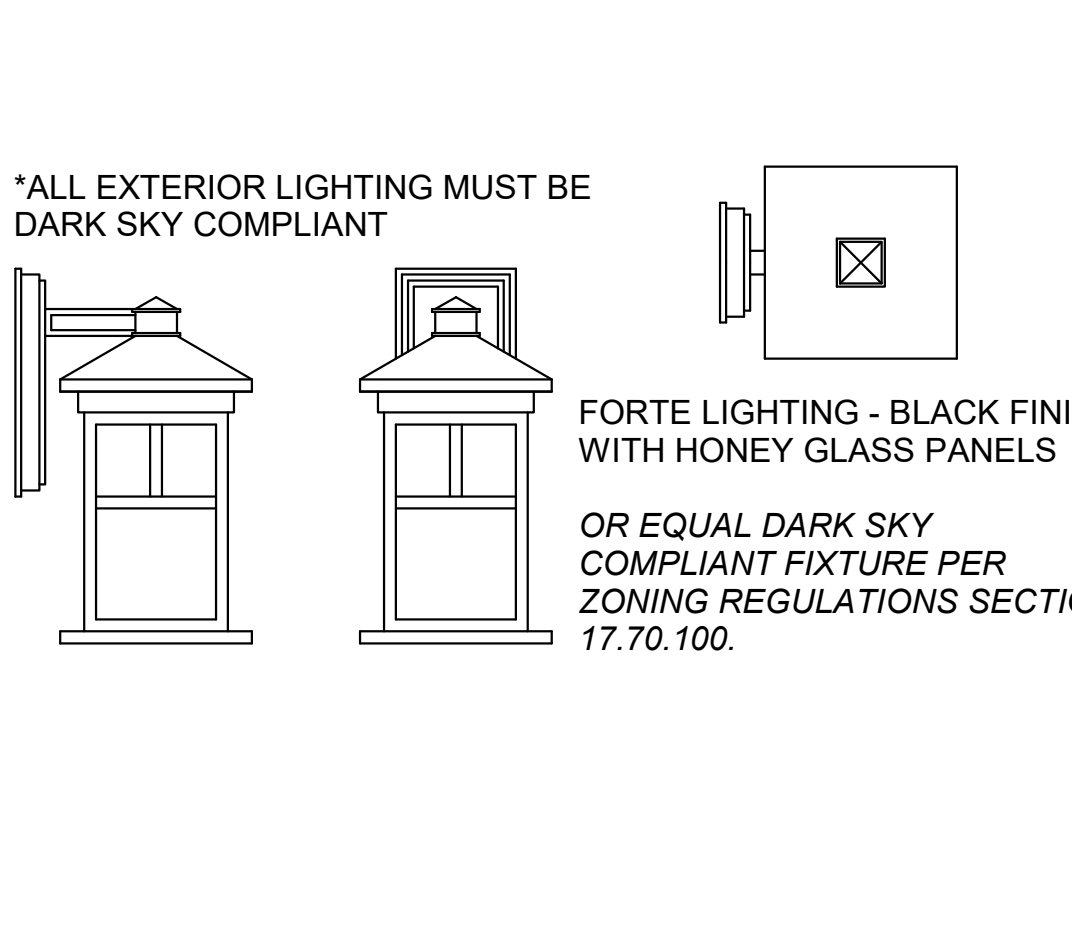 *ALL EXTERIOR LIGHTING MUST BE
DARK SKY COMPLIANT
FORTE LIGHTING - BLACK FINI
WITH HONEY GLASS PANELS
OR EQUAL DARK SKY
COMPLIANT FIXTURE PER
ZONING REGULATIONS SECTIO
17.70.100.